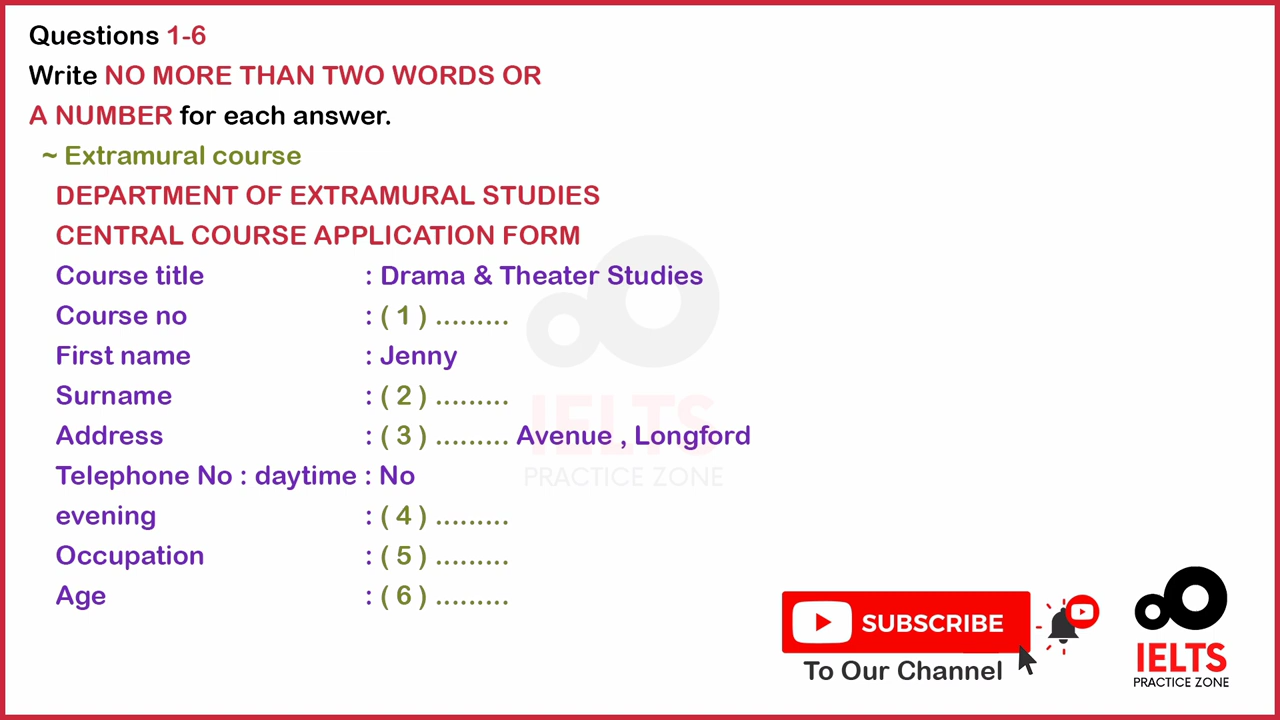 Questions 1-6
Write NO MORE THAN TWO WORDS OR
A NUMBER for each answer.
~ Extramural course
DEPARTMENT OF EXTRAMURAL STUDIES
CENTRAL COURSE APPLICATION FORM
Course title : Drama & Theater Studies
Course no : ( 1 ) .........
First name : Jenny
Surname : ( 2 ) .........
Address : ( 3 ) ......... Avenue , Longford
Telephone No : daytime : No
evening : ( 4 ) .........
Occupation : ( 5 ) .........
Age : ( 6 ) .........
IELTS
PRACTICE ZONE
SUBSCRIBE
To Our Channel
IELTS
PRACTICE ZONE